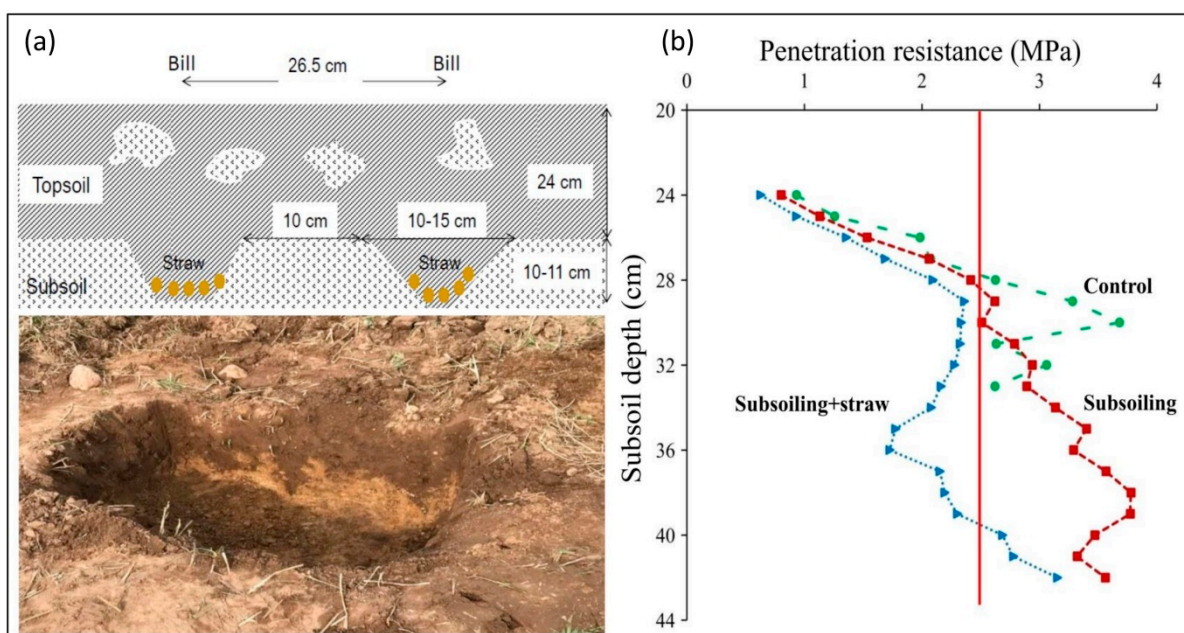 (a)
Bill
26.5 cm
Bill
Topsoil
24 cm
10 cm
10-15 cm
Straw
Straw
10-11 cm
Subsoil
(b)
Penetration resistance (MPa)
0
1
2
3
4
20
24
28
32
36
40
44
Subsoil depth (cm)
Control
Subsoiling+straw
Subsoiling